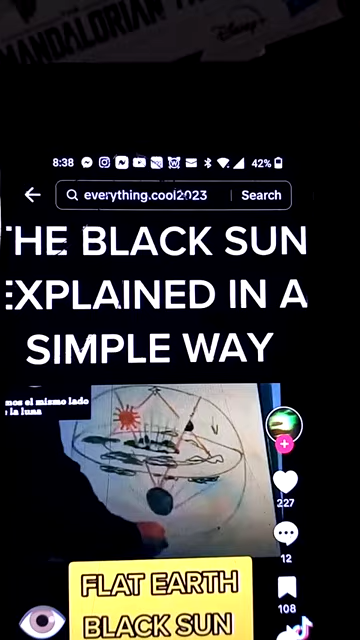 MANDALORIAN
Disney+
8:38
42%
everything.cool2023
Search
THE BLACK SUN
EXPLAINED IN A
SIMPLE WAY
mos el mismo lado
la luna
227
12
108
FLAT EARTH
BLACK SUN